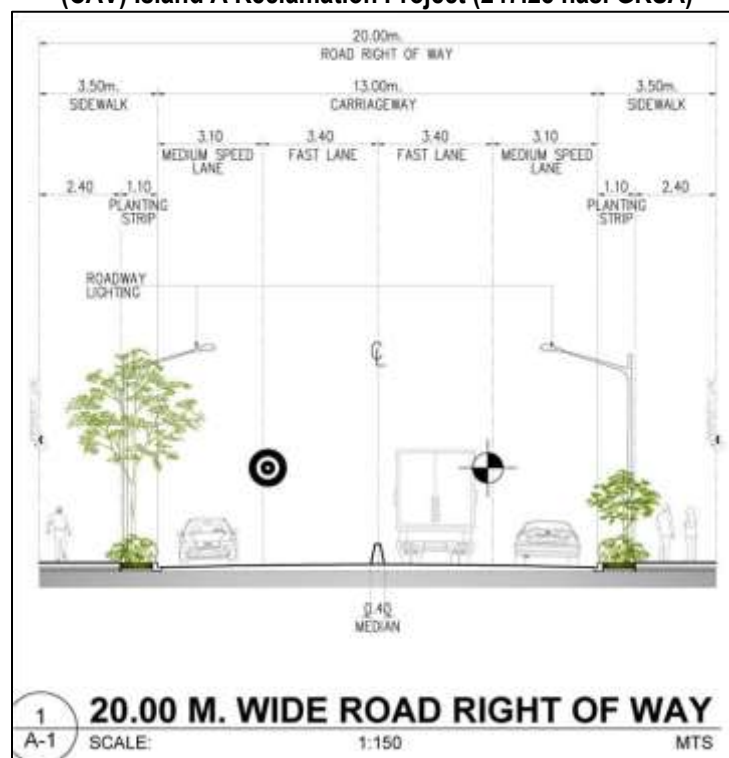 (CAV) Island A Reclamation Project (217.20 has. GRCA)
20.00m.
ROAD RIGHT OF WAY
3.50m. 13.00m. 3.50m.
SIDEWALK CARRIAGEWAY SIDEWALK
3.10 3.40 3.40 3.10
MEDIUM SPEED LANE FAST LANE FAST LANE MEDIUM SPEED LANE
2.40 1.10 1.10 2.40
PLANTING STRIP PLANTING STRIP
ROADWAY
LIGHTING
0.40
MEDIAN
1
A-1
20.00 M. WIDE ROAD RIGHT OF WAY
SCALE: 1:150 MTS